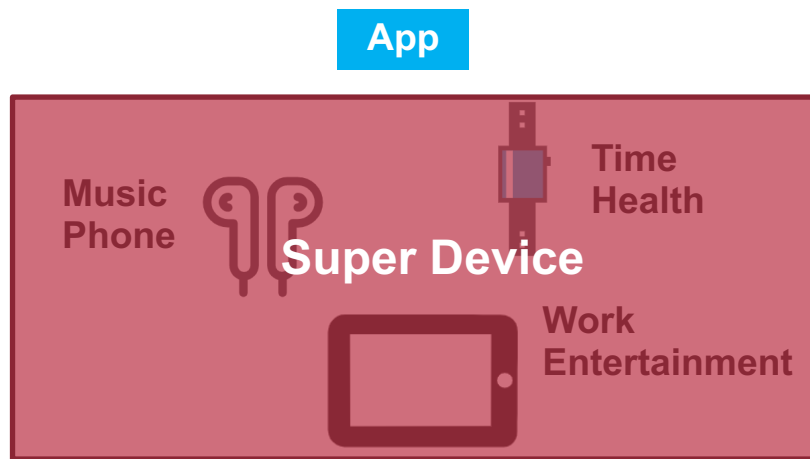 App
Time
Health
Music
Phone
Super Device
Work
Entertainment